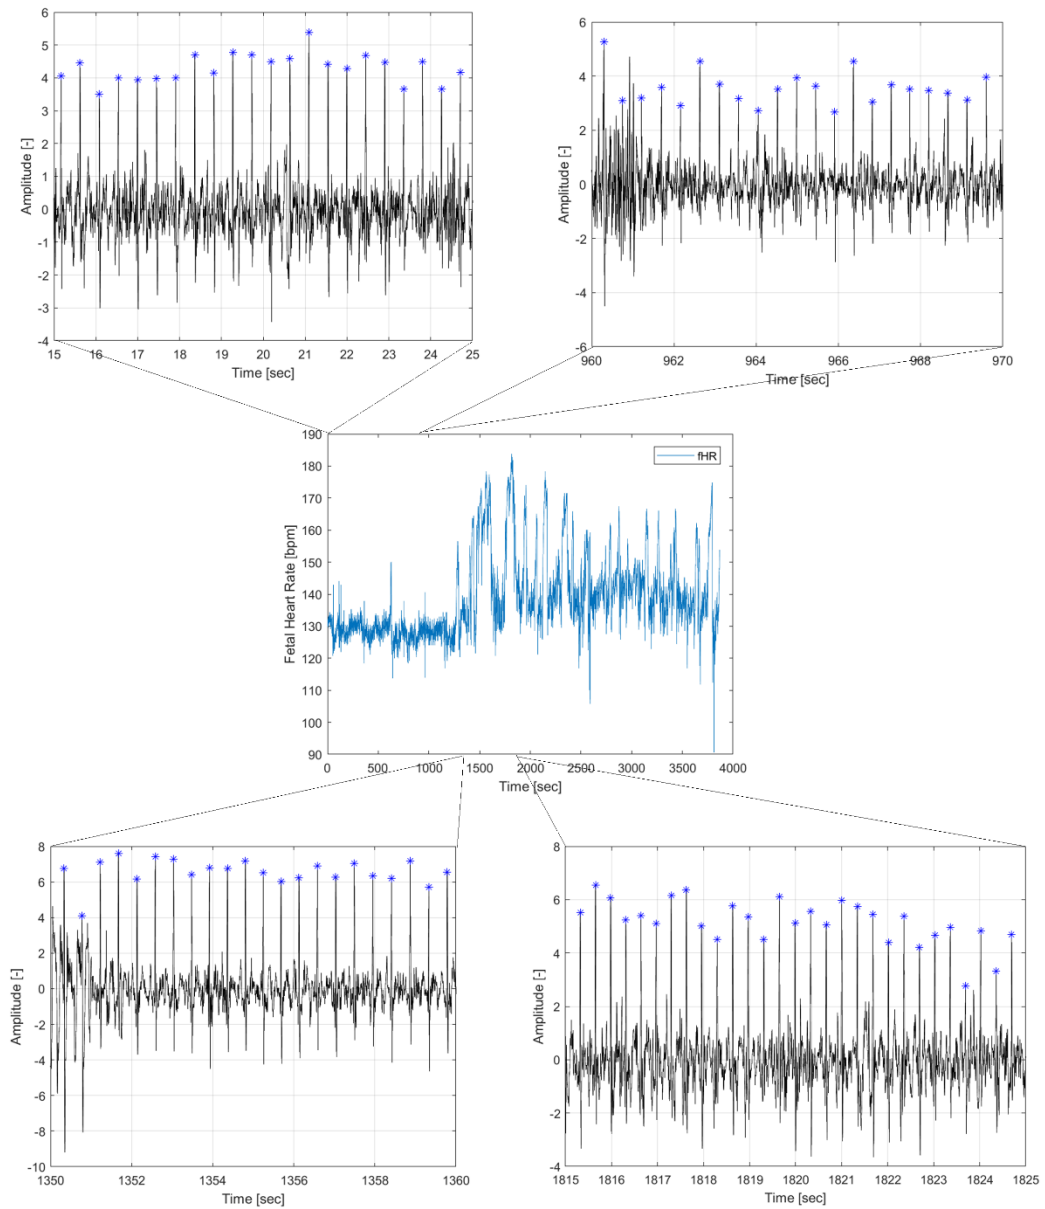 6
5
4
3
2
1
0
-1
-2
-3
-4
Amplitude [-]
15 16 17 18 19 20 21 22 23 24 25
Time [sec]
6
4
2
0
-2
-4
-6
Amplitude [-]
960 962 964 966 968 970
Time [sec]
190
180
170
160
150
140
130
120
110
100
90
Fetal Heart Rate [bpm]
fHR
0 500 1000 1500 2000 2500 3000 3500 4000
Time [sec]
8
6
4
2
0
-2
-4
-6
-8
-10
Amplitude [-]
1350 1352 1354 1356 1358 1360
Time [sec]
8
6
4
2
0
-2
-4
Amplitude [-]
1815 1816 1817 1818 1819 1820 1821 1822 1823 1824 1825
Time [sec]